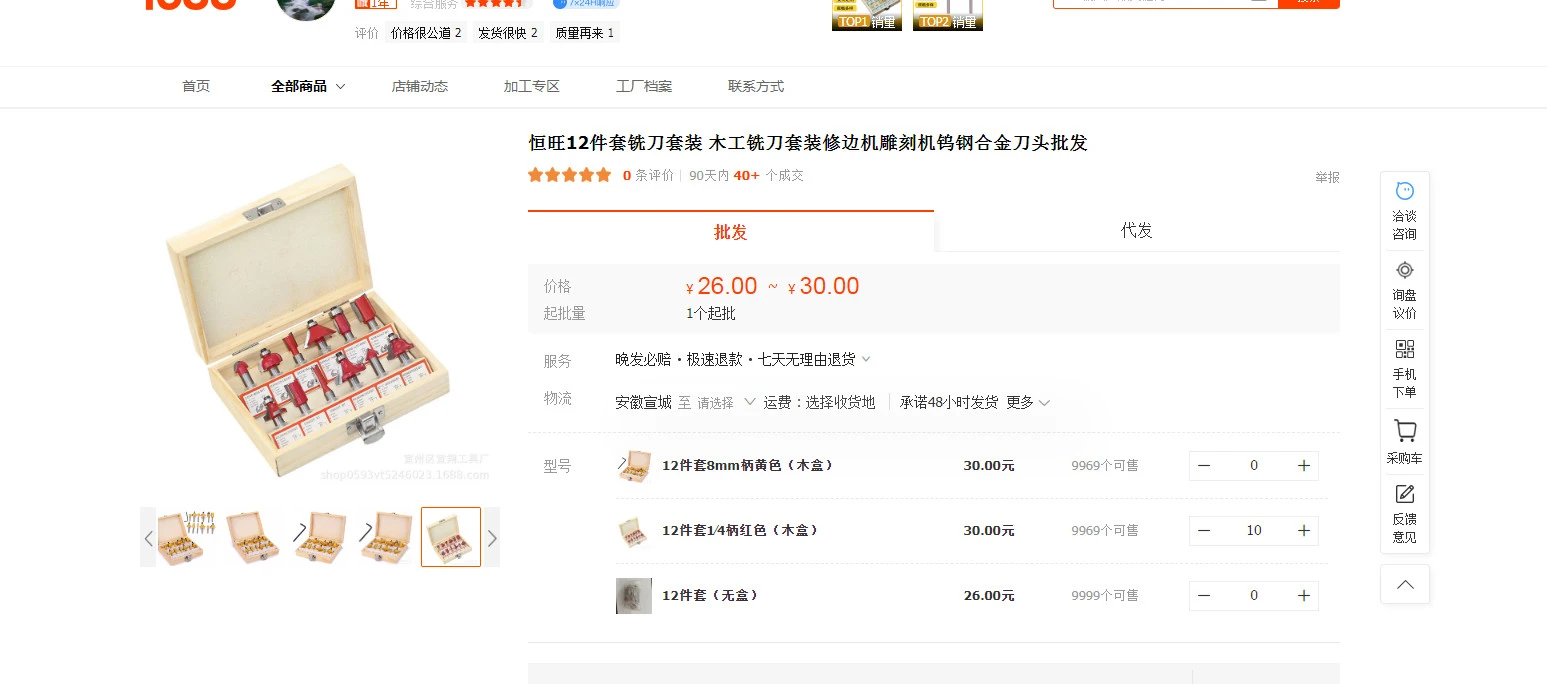 1年
综合服务
7×24H响应
评价 价格很公道 2 发货很快 2 质量再来 1
TOP1 销量 TOP2 销量
首页 全部商品 店铺动态 加工专区 工厂档案 联系方式
恒旺12件套铣刀套装 木工铣刀套装修边机雕刻机钨钢合金刀头批发
0 条评价 90天内 40+ 个成交
举报
批发 代发
价格 ¥26.00 ~ ¥30.00
起批量 1个起批
服务 晚发必赔·极速退款·七天无理由退货
物流 安徽宣城 至 请选择 运费：选择收货地 承诺48小时发货 更多
型号 12件套8mm柄黄色（木盒） 30.00元 9969个可售 0
12件套1/4柄红色（木盒） 30.00元 9969个可售 10
12件套（无盒） 26.00元 9999个可售 0
宣州区宣翔工具厂
shop0593vt5246023.1688.com
洽谈
咨询
询盘
议价
手机
下单
采购车
反馈
意见